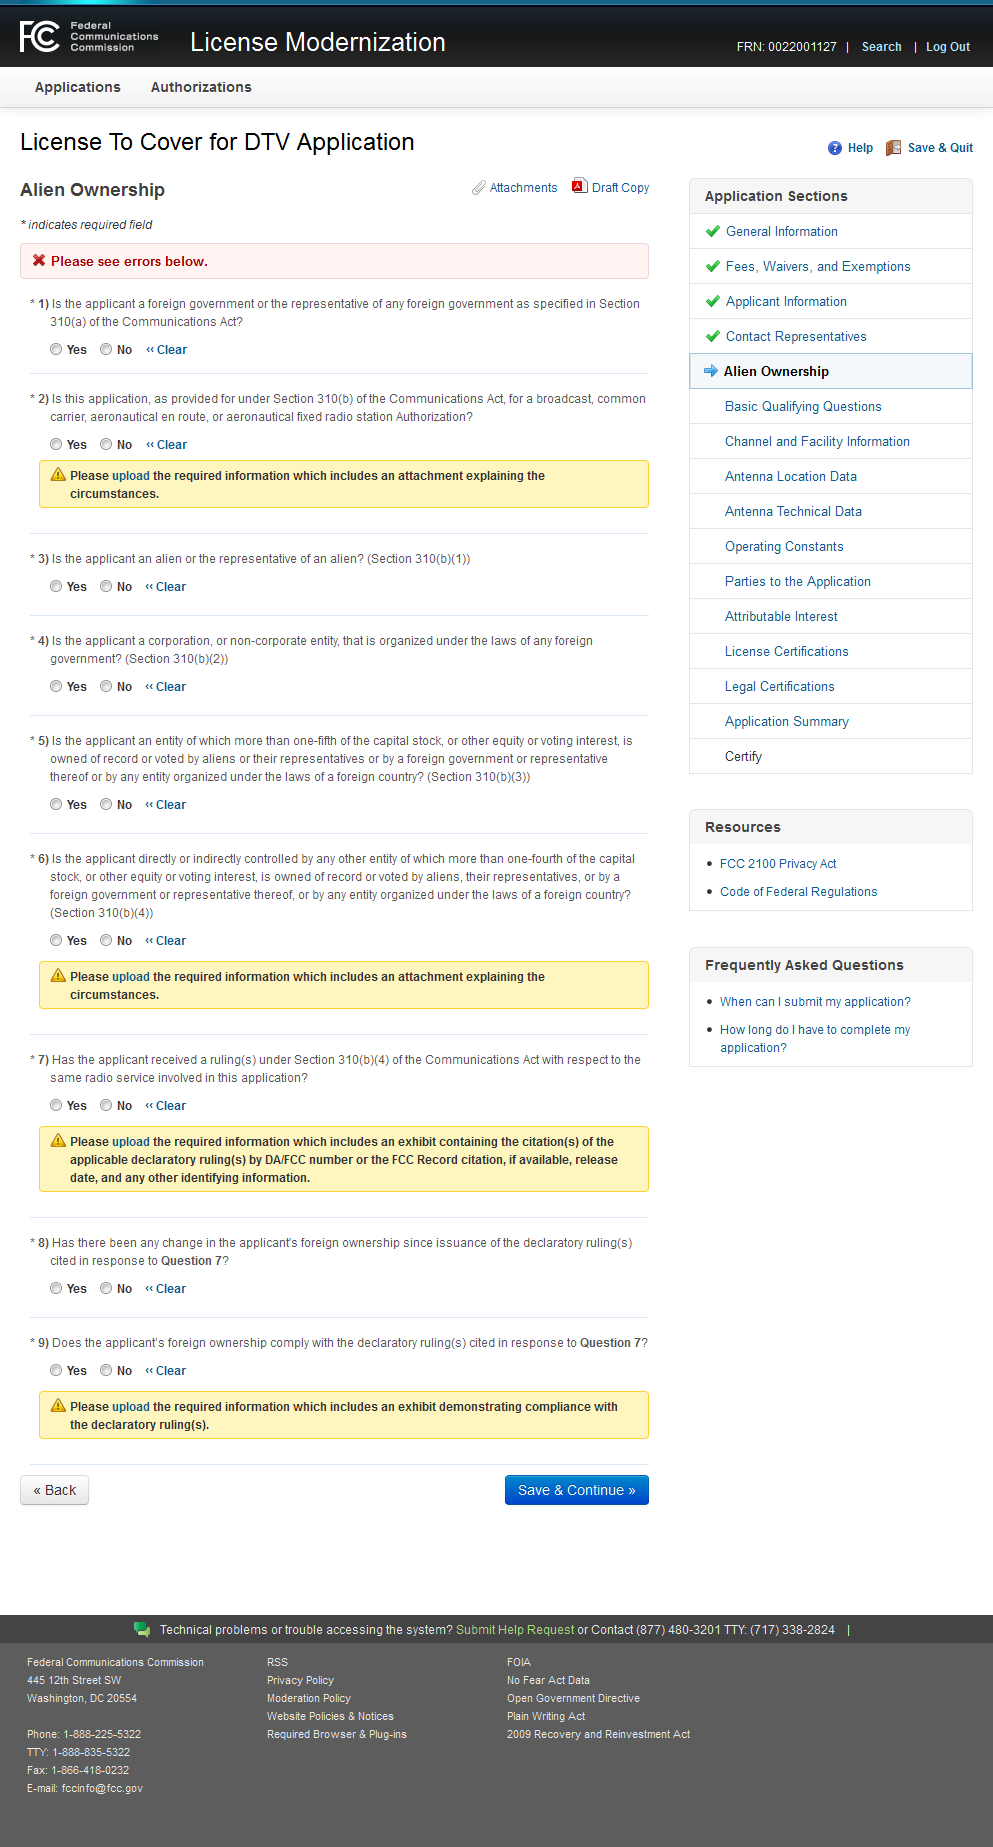 FCC Federal
Communications
Commission
License Modernization
FRN: 0022001127 | Search | Log Out
Applications Authorizations
License To Cover for DTV Application
Help Save & Quit
Alien Ownership
Attachments Draft Copy
* indicates required field
Please see errors below.
* 1) Is the applicant a foreign government or the representative of any foreign government as specified in Section
310(a) of the Communications Act?
Yes No ‹‹ Clear
* 2) Is this application, as provided for under Section 310(b) of the Communications Act, for a broadcast, common
carrier, aeronautical en route, or aeronautical fixed radio station Authorization?
Yes No ‹‹ Clear
Please upload the required information which includes an attachment explaining the
circumstances.
* 3) Is the applicant an alien or the representative of an alien? (Section 310(b)(1))
Yes No ‹‹ Clear
* 4) Is the applicant a corporation, or non-corporate entity, that is organized under the laws of any foreign
government? (Section 310(b)(2))
Yes No ‹‹ Clear
* 5) Is the applicant an entity of which more than one-fifth of the capital stock, or other equity or voting interest, is
owned of record or voted by aliens or their representatives or by a foreign government or representative
thereof or by any entity organized under the laws of a foreign country? (Section 310(b)(3))
Yes No ‹‹ Clear
* 6) Is the applicant directly or indirectly controlled by any other entity of which more than one-fourth of the capital
stock, or other equity or voting interest, is owned of record or voted by aliens, their representatives, or by a
foreign government or representative thereof, or by any entity organized under the laws of a foreign country?
(Section 310(b)(4))
Yes No ‹‹ Clear
Please upload the required information which includes an attachment explaining the
circumstances.
* 7) Has the applicant received a ruling(s) under Section 310(b)(4) of the Communications Act with respect to the
same radio service involved in this application?
Yes No ‹‹ Clear
Please upload the required information which includes an exhibit containing the citation(s) of the
applicable declaratory ruling(s) by DA/FCC number or the FCC Record citation, if available, release
date, and any other identifying information.
* 8) Has there been any change in the applicant's foreign ownership since issuance of the declaratory ruling(s)
cited in response to Question 7?
Yes No ‹‹ Clear
* 9) Does the applicant's foreign ownership comply with the declaratory ruling(s) cited in response to Question 7?
Yes No ‹‹ Clear
Please upload the required information which includes an exhibit demonstrating compliance with
the declaratory ruling(s).
« Back Save & Continue »
Application Sections
General Information
Fees, Waivers, and Exemptions
Applicant Information
Contact Representatives
Alien Ownership
Basic Qualifying Questions
Channel and Facility Information
Antenna Location Data
Antenna Technical Data
Operating Constants
Parties to the Application
Attributable Interest
License Certifications
Legal Certifications
Application Summary
Certify
Resources
• FCC 2100 Privacy Act
• Code of Federal Regulations
Frequently Asked Questions
• When can I submit my application?
• How long do I have to complete my
application?
Technical problems or trouble accessing the system? Submit Help Request or Contact (877) 480-3201 TTY: (717) 338-2824 |
Federal Communications Commission
445 12th Street SW
Washington, DC 20554
Phone: 1-888-225-5322
TTY: 1-888-835-5322
Fax: 1-866-418-0232
E-mail: fccinfo@fcc.gov
RSS
Privacy Policy
Moderation Policy
Website Policies & Notices
Required Browser & Plug-ins
FOIA
No Fear Act Data
Open Government Directive
Plain Writing Act
2009 Recovery and Reinvestment Act